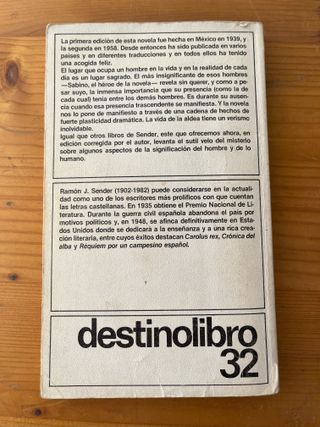 La primera edición de esta novela fue hecha en México en 1939, y
la segunda en 1958. Desde entonces ha sido publicada en varios
países y en diferentes traducciones y en todos ellos ha tenido
una acogida feliz.
El lugar que ocupa un hombre en la vida y en la realidad de cada
día es un lugar sagrado. El más insignificante de esos hombres
—Sabino, el héroe de la novela— revela sin querer, y como a pe-
sar suyo, la inmensa importancia que su presencia (como la de
cada cual) tenía entre los demás hombres. Es durante su ausen-
cia cuando esa presencia trascendente se manifiesta. Y la novela
nos lo pone de manifiesto a través de una cadena de hechos de
fuerte plasticidad dramática. La vida de la aldea tiene un verismo
inolvidable.
Igual que otros libros de Sender, este que ofrecemos ahora, en
edición corregida por el autor, levanta el sutil velo del misterio
sobre algunos aspectos de la significación del hombre y de lo
humano.
Ramón J. Sender (1902-1982) puede considerarse en la actuali-
dad como uno de los escritores más prolíficos con que cuentan
las letras castellanas. En 1935 obtiene el Premio Nacional de Li-
teratura. Durante la guerra civil española abandona el país por
motivos políticos y, en 1948, se afinca definitivamente en Es-
tados Unidos donde se dedica a la enseñanza y a una rica crea-
ción literaria, entre cuyos éxitos destacan Carolus rex, Crónica del
alba y Réquiem por un campesino español.
destinolibro
32